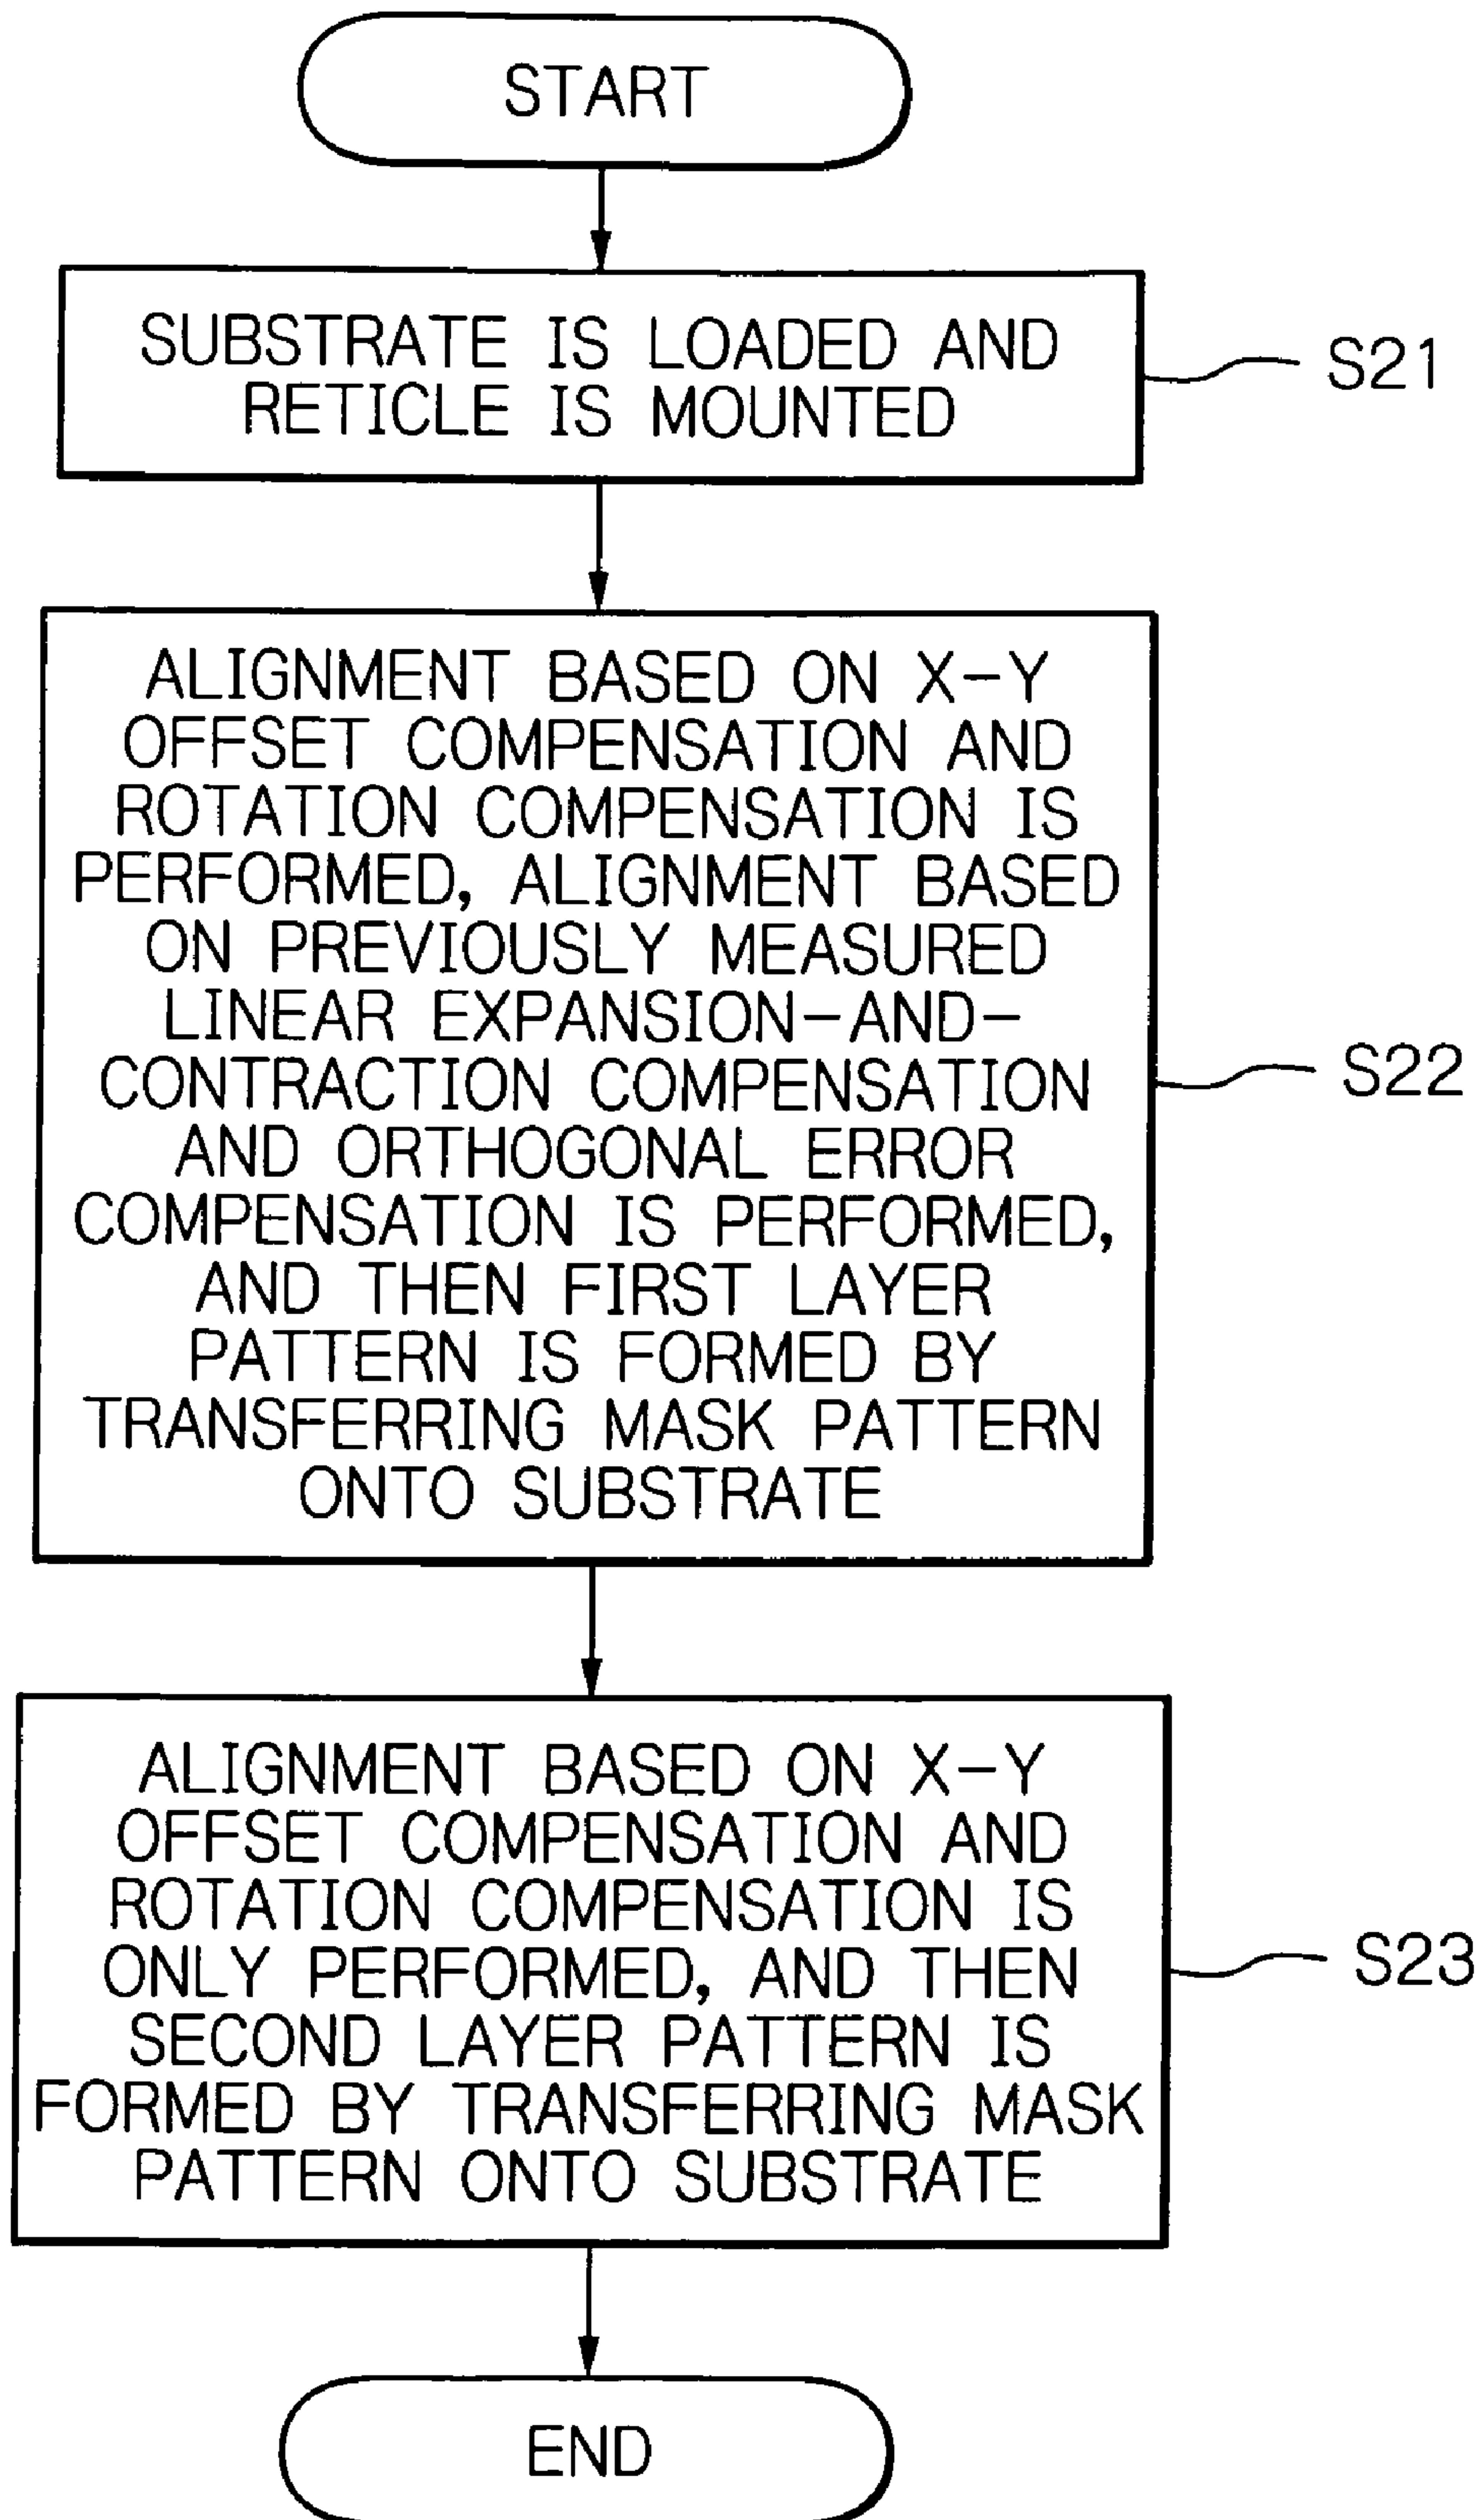 START
SUBSTRATE IS LOADED AND
RETICLE IS MOUNTED
S21
ALIGNMENT BASED ON X-Y
OFFSET COMPENSATION AND
ROTATION COMPENSATION IS
PERFORMED, ALIGNMENT BASED
ON PREVIOUSLY MEASURED
LINEAR EXPANSION-AND-
CONTRACTION COMPENSATION
AND ORTHOGONAL ERROR
COMPENSATION IS PERFORMED,
AND THEN FIRST LAYER
PATTERN IS FORMED BY
TRANSFERRING MASK PATTERN
ONTO SUBSTRATE
S22
ALIGNMENT BASED ON X-Y
OFFSET COMPENSATION AND
ROTATION COMPENSATION IS
ONLY PERFORMED, AND THEN
SECOND LAYER PATTERN IS
FORMED BY TRANSFERRING MASK
PATTERN ONTO SUBSTRATE
S23
END